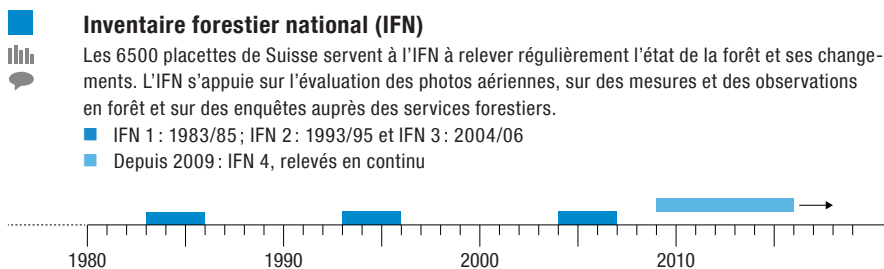 Inventaire forestier national (IFN)
Les 6500 placettes de Suisse servent à l’IFN à relever régulièrement l’état de la forêt et ses change-
ments. L’IFN s’appuie sur l’évaluation des photos aériennes, sur des mesures et des observations
en forêt et sur des enquêtes auprès des services forestiers.
IFN 1 : 1983/85 ; IFN 2 : 1993/95 et IFN 3 : 2004/06
Depuis 2009 : IFN 4, relevés en continu
1980 1990 2000 2010